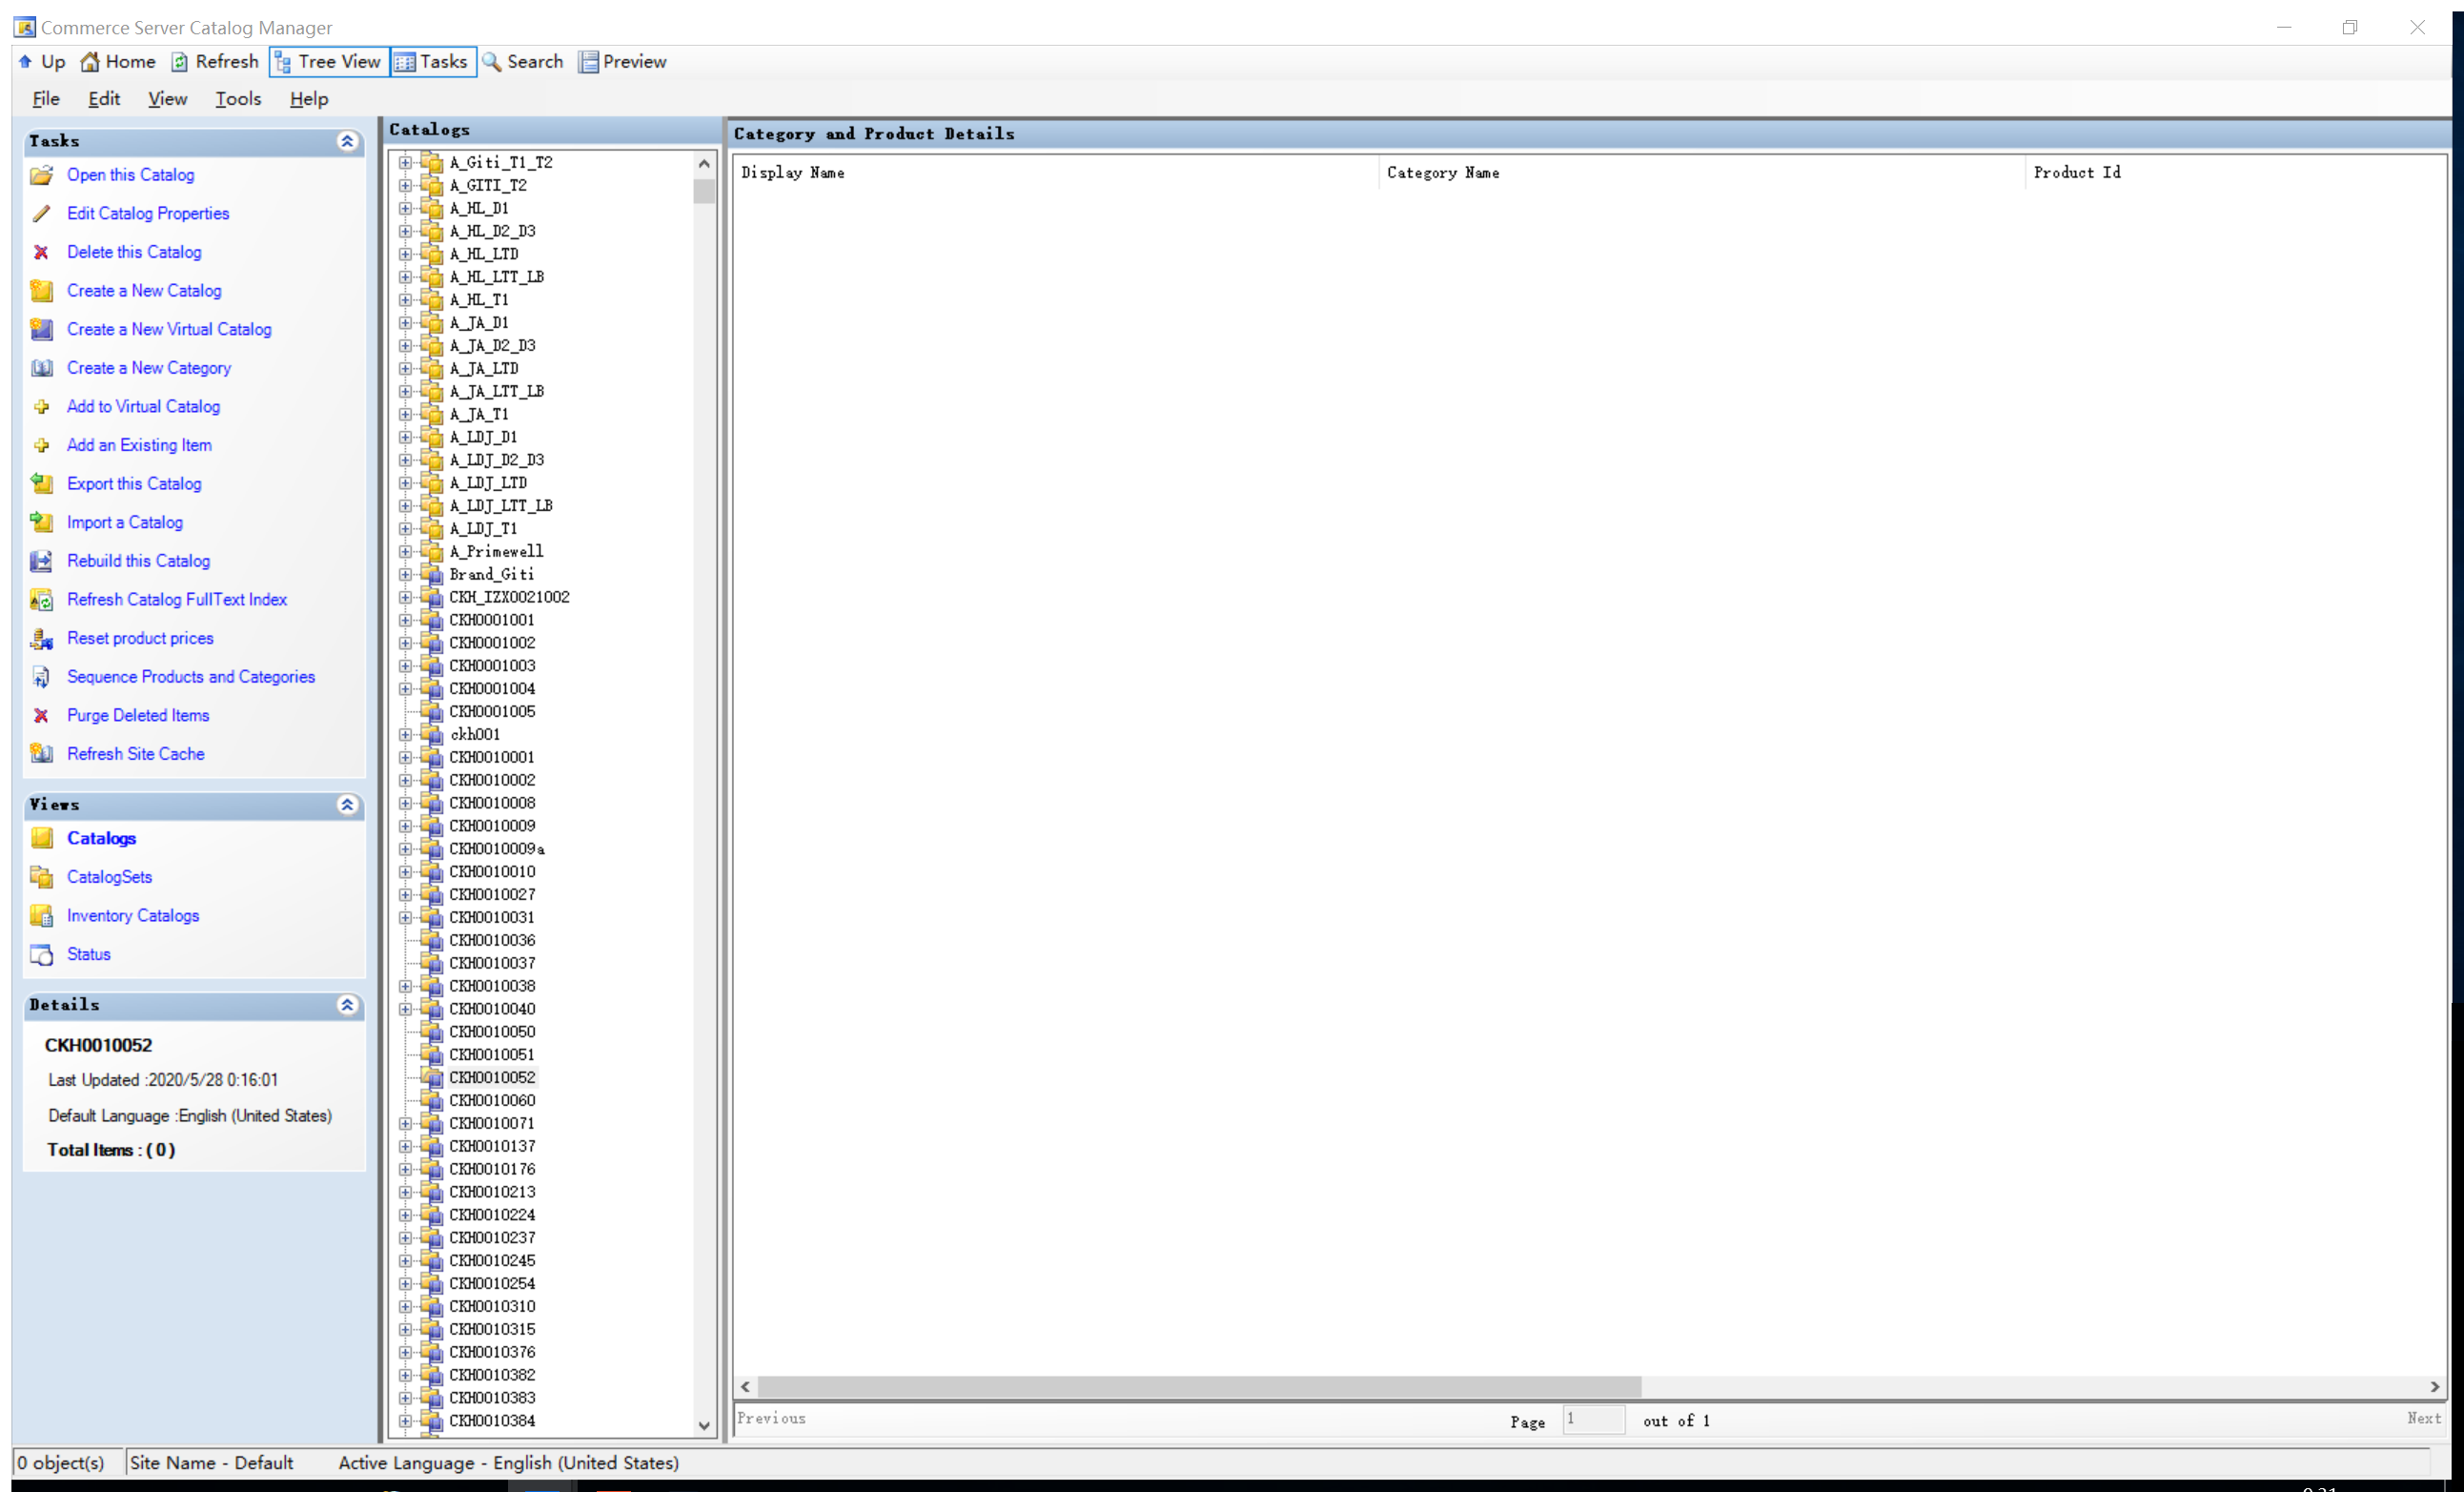 Commerce Server Catalog Manager
Up Home Refresh Tree View Tasks Search Preview
File Edit View Tools Help
Tasks
Open this Catalog
Edit Catalog Properties
Delete this Catalog
Create a New Catalog
Create a New Virtual Catalog
Create a New Category
Add to Virtual Catalog
Add an Existing Item
Export this Catalog
Import a Catalog
Rebuild this Catalog
Refresh Catalog FullText Index
Reset product prices
Sequence Products and Categories
Purge Deleted Items
Refresh Site Cache
Views
Catalogs
CatalogSets
Inventory Catalogs
Status
Details
CKH0010052
Last Updated :2020/5/28 0:16:01
Default Language :English (United States)
Total Items : ( 0 )
Catalogs
A_Giti_T1_T2
A_GITI_T2
A_HL_D1
A_HL_D2_D3
A_HL_LTD
A_HL_LTT_LB
A_HL_T1
A_JA_D1
A_JA_D2_D3
A_JA_LTD
A_JA_LTT_LB
A_JA_T1
A_LDJ_D1
A_LDJ_D2_D3
A_LDJ_LTD
A_LDJ_LTT_LB
A_LDJ_T1
A_Primewell
Brand_Giti
CKH_IZX0021002
CKH0001001
CKH0001002
CKH0001003
CKH0001004
CKH0001005
ckh001
CKH0010001
CKH0010002
CKH0010008
CKH0010009
CKH0010009a
CKH0010010
CKH0010027
CKH0010031
CKH0010036
CKH0010037
CKH0010038
CKH0010040
CKH0010050
CKH0010051
CKH0010052
CKH0010060
CKH0010071
CKH0010137
CKH0010176
CKH0010213
CKH0010224
CKH0010237
CKH0010245
CKH0010254
CKH0010310
CKH0010315
CKH0010376
CKH0010382
CKH0010383
CKH0010384
Category and Product Details
Display Name Category Name Product Id
Previous Page 1 out of 1 Next
0 object(s) Site Name - Default Active Language - English (United States)